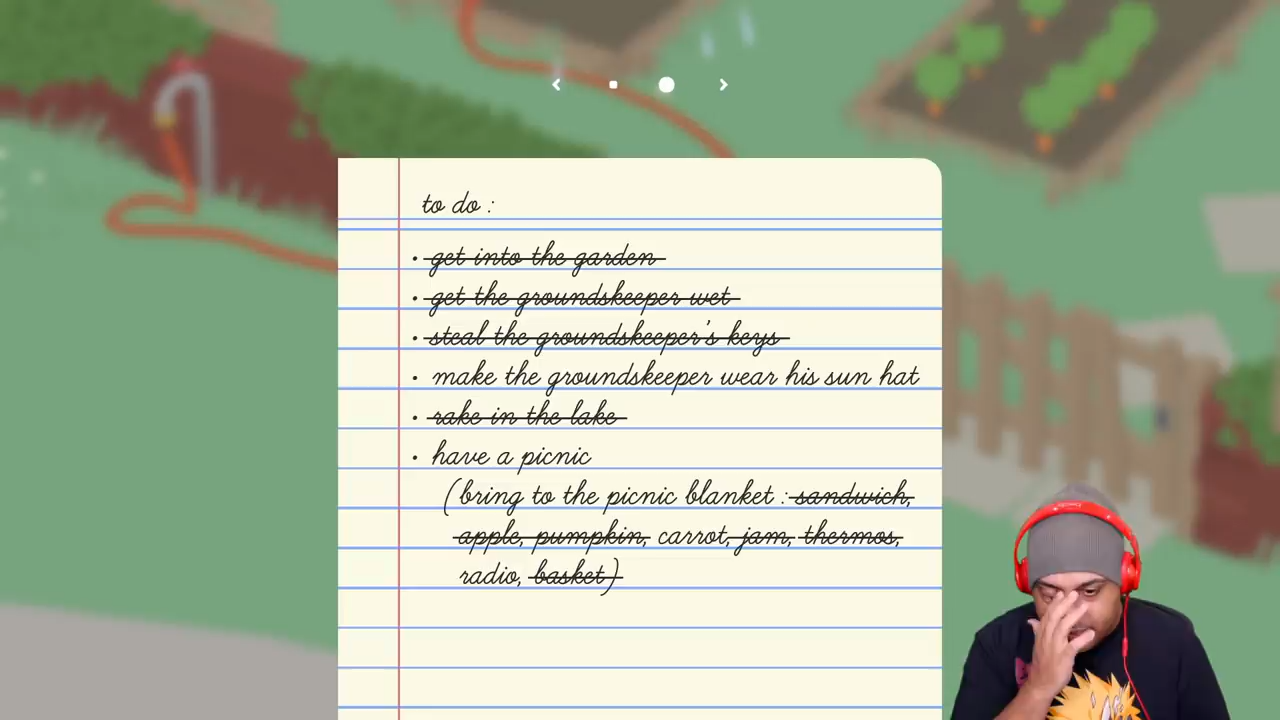 to do :
• get into the garden
• get the groundskeeper wet
• steal the groundskeeper's keys
• make the groundskeeper wear his sun hat
• rake in the lake
• have a picnic
(bring to the picnic blanket : sandwich,
apple, pumpkin, carrot, jam, thermos,
radio, basket)